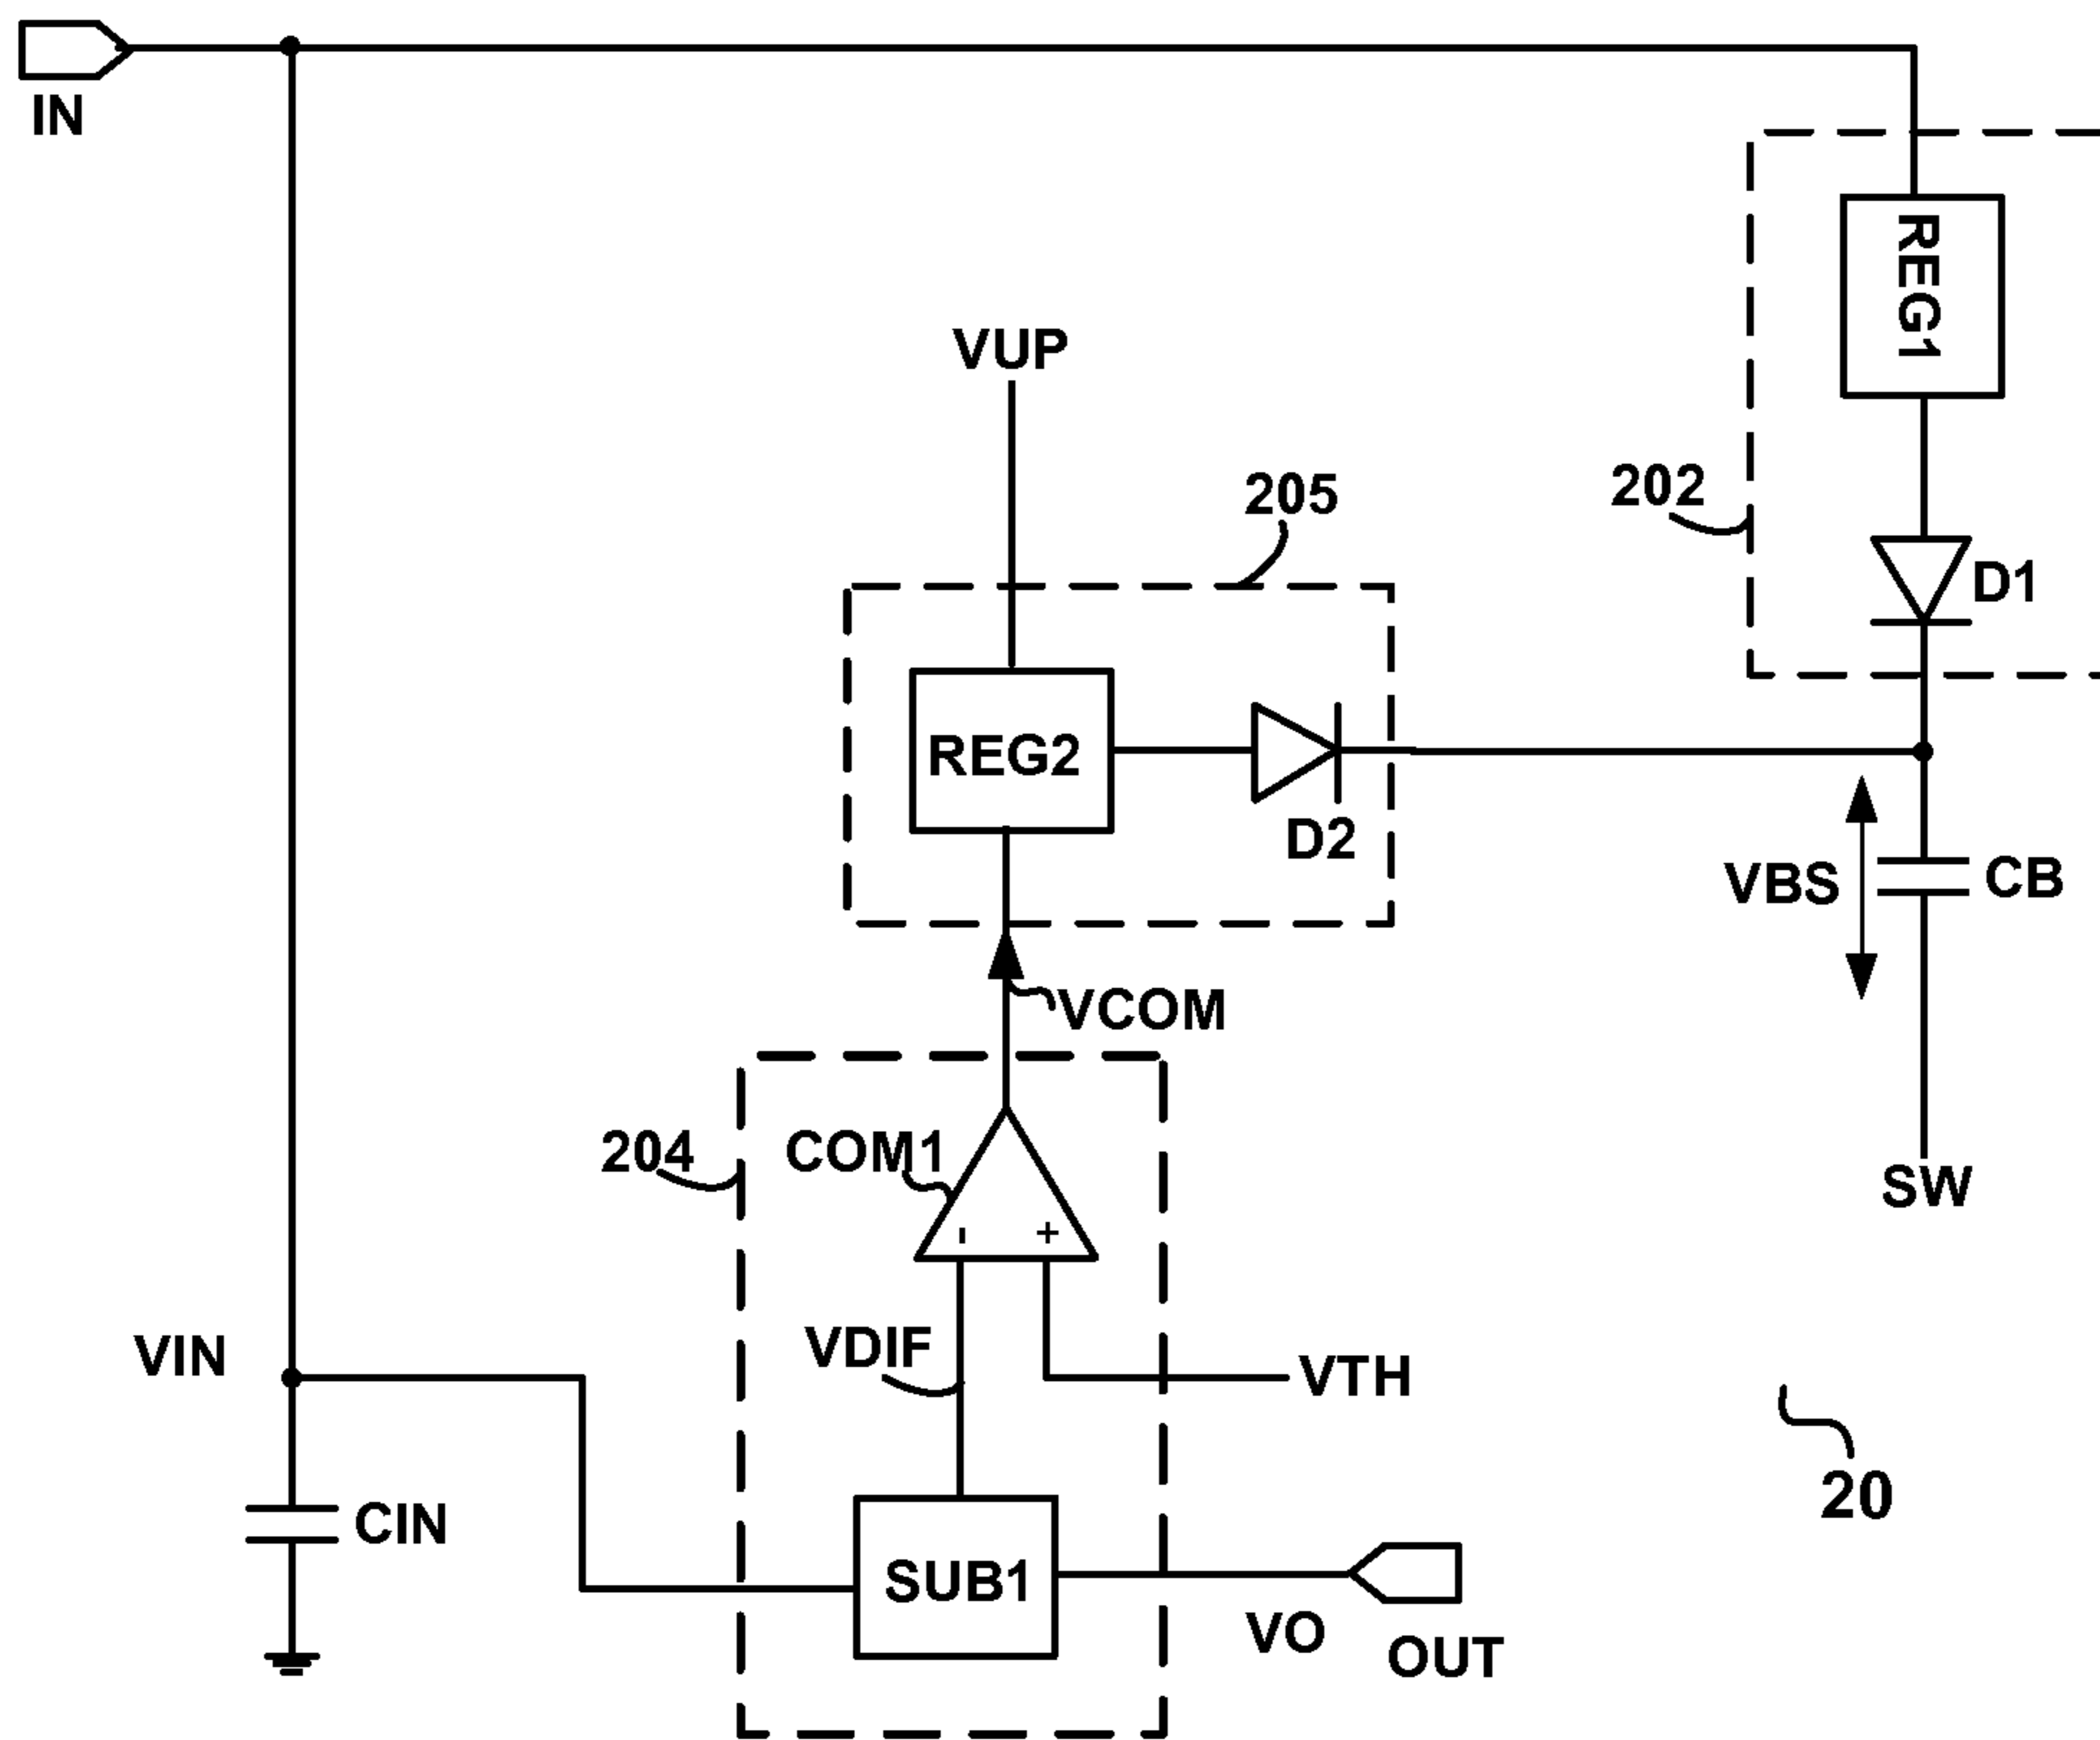 IN
REG1
VUP
205
202
D1
REG2
D2
VBS
CB
VCOM
204
COM1
SW
-
+
VDIF
VIN
VTH
20
CIN
SUB1
VO
OUT